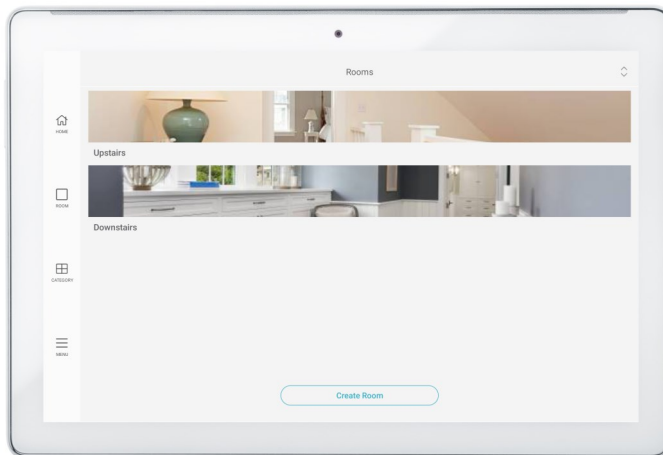 Rooms
HOME
Upstairs
ROOM
Downstairs
CATEGORY
MENU
Create Room